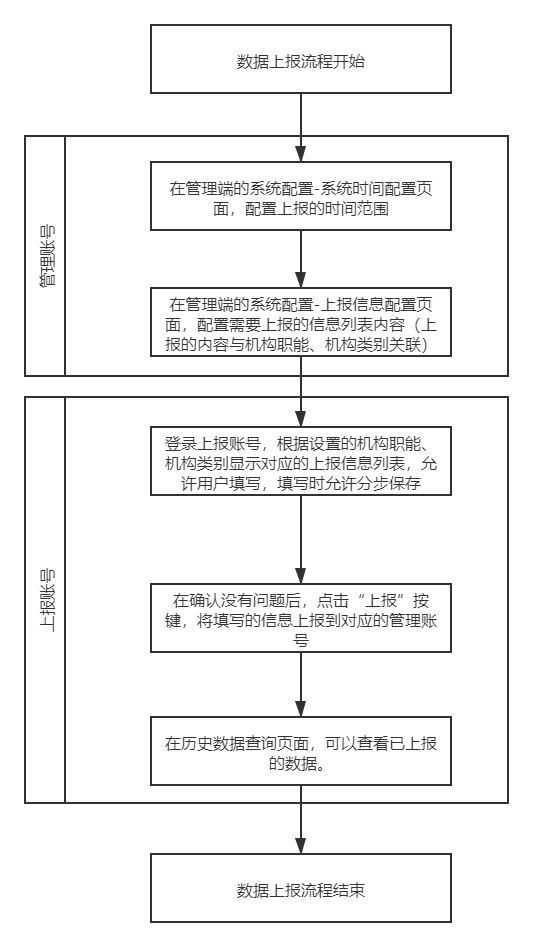 数据上报流程开始
管理账号
在管理端的系统配置-系统时间配置页
面，配置上报的时间范围
在管理端的系统配置-上报信息配置页
面，配置需要上报的信息列表内容（上
报的内容与机构职能、机构类别关联）
上报账号
登录上报账号，根据设置的机构职能、
机构类别显示对应的上报信息列表，允
许用户填写，填写时允许分步保存
在确认没有问题后，点击“上报”按
键，将填写的信息上报到对应的管理账
号
在历史数据查询页面，可以查看已上报
的数据。
数据上报流程结束